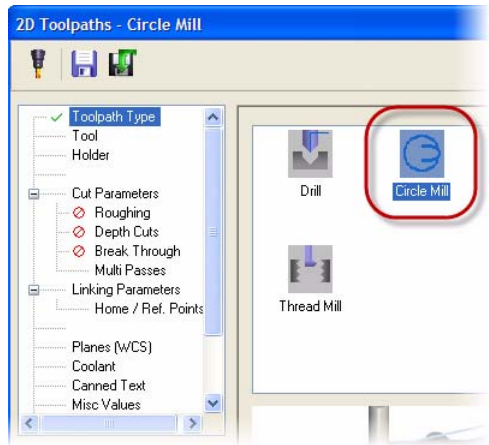 2D Toolpaths - Circle Mill
Toolpath Type
Tool
Holder
Cut Parameters
Roughing
Depth Cuts
Break Through
Multi Passes
Linking Parameters
Home / Ref. Points
Planes (WCS)
Coolant
Canned Text
Misc Values
Drill
Circle Mill
Thread Mill